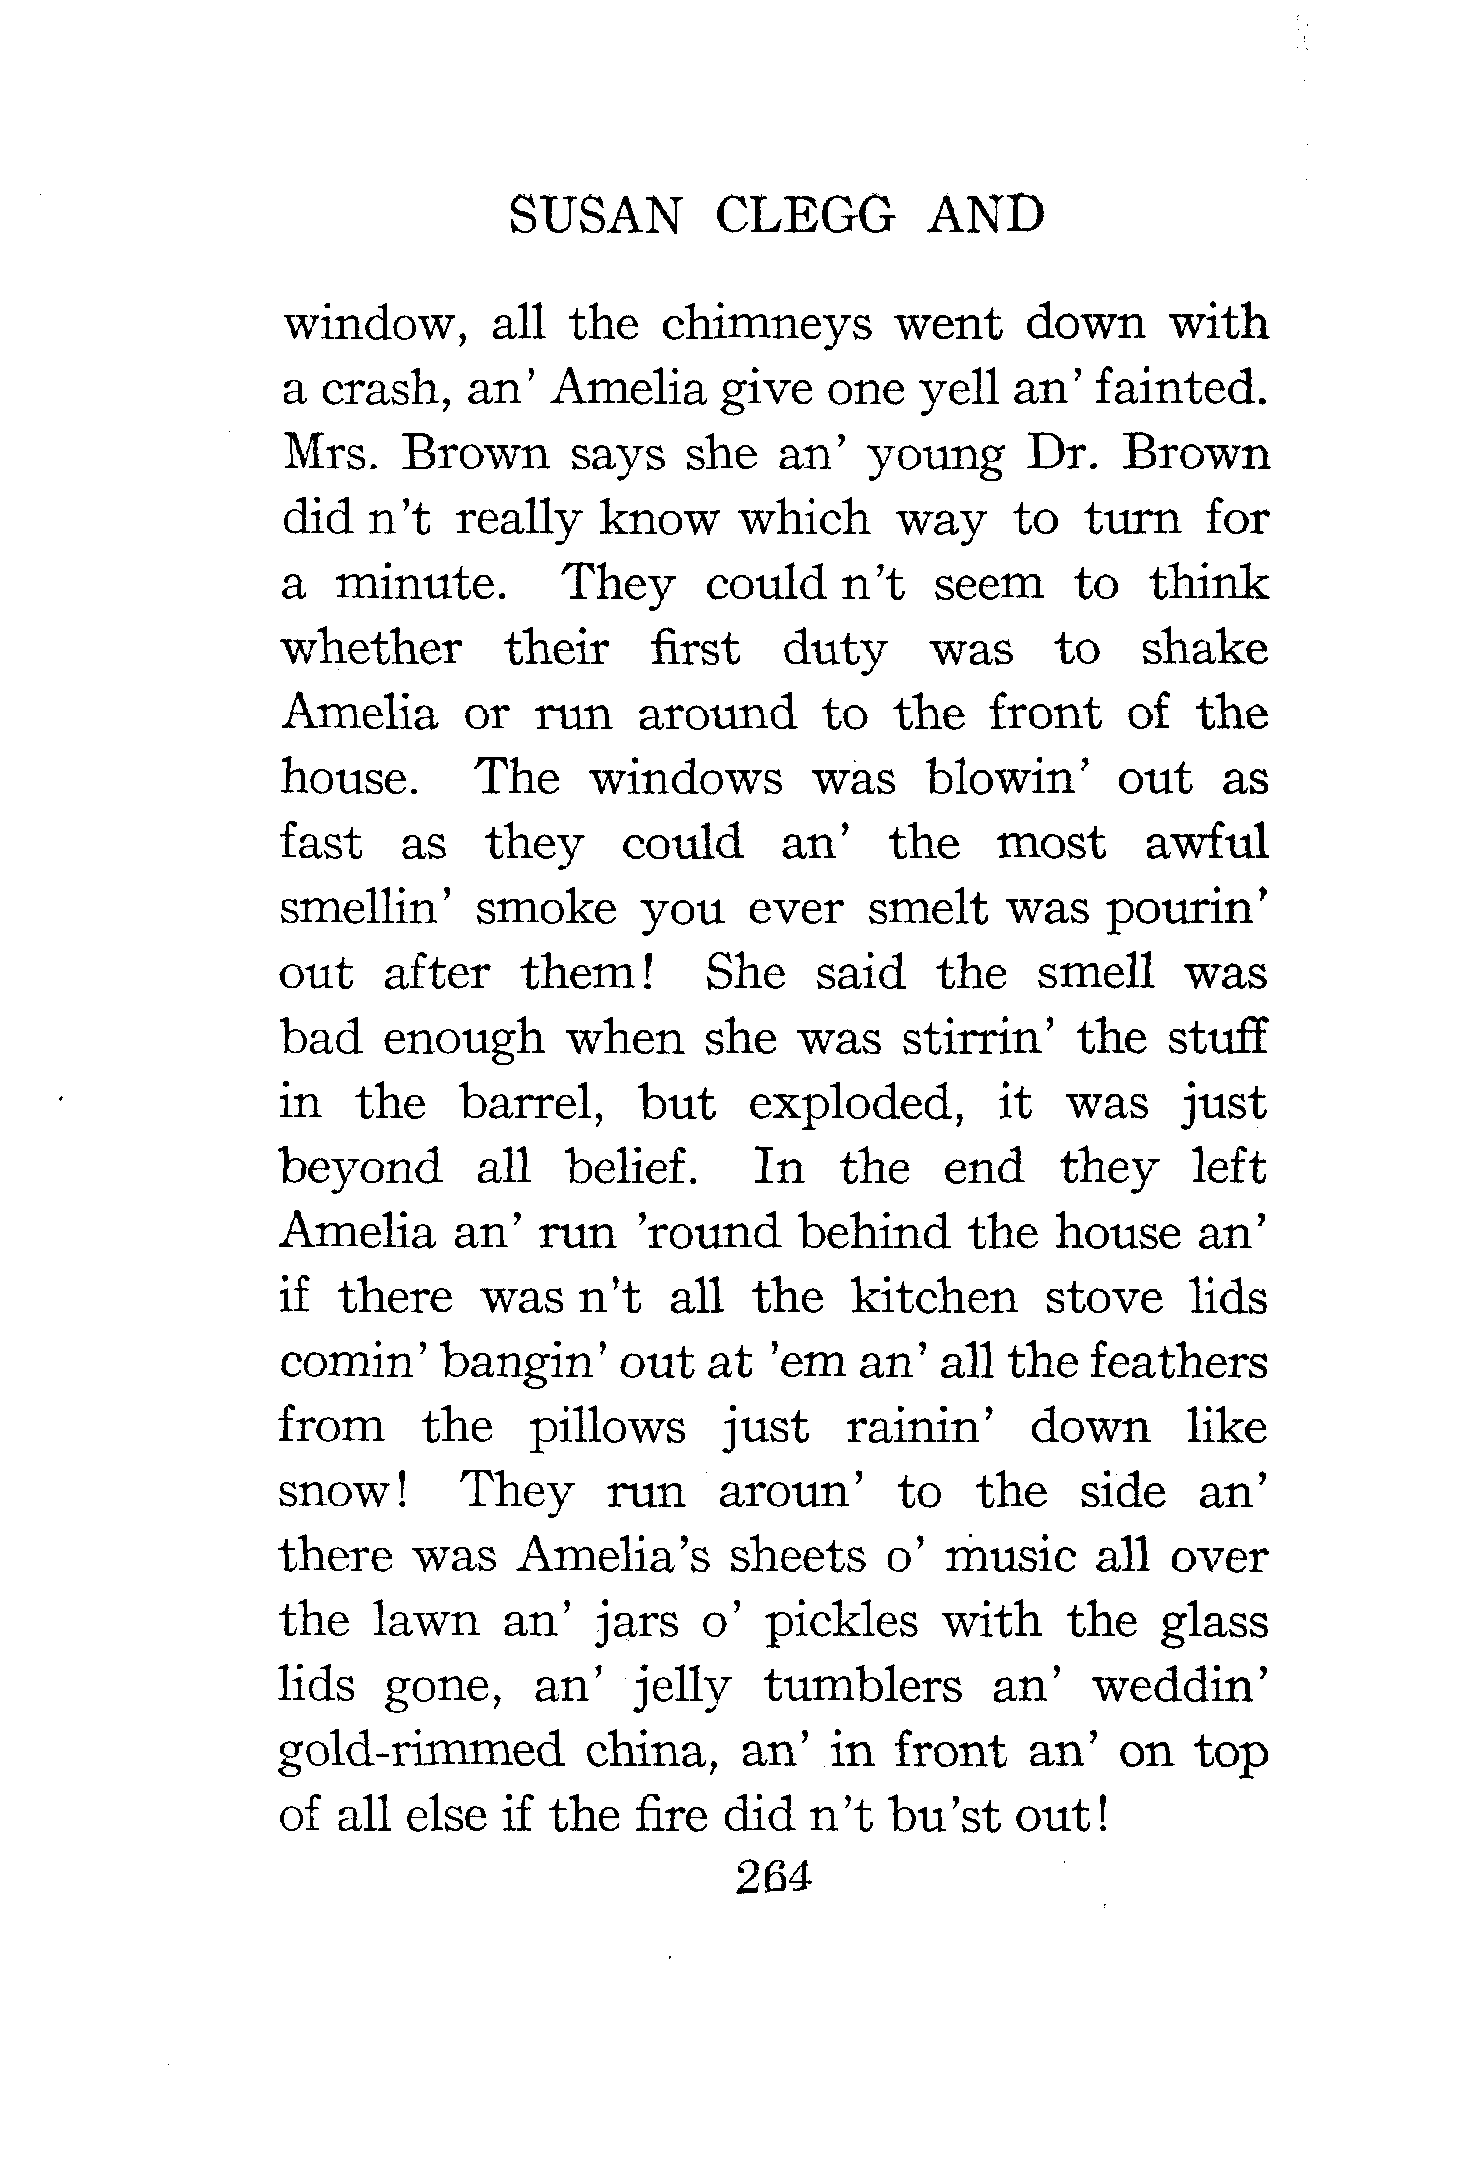 SUSAN CLEGG AND
window, all the chimneys went down with
a crash, an' Amelia give one yell an' fainted.
Mrs. Brown says she an' young Dr. Brown
did n't really know which way to turn for
a minute. They could n't seem to think
whether their first duty was to shake
Amelia or run around to the front of the
house. The windows was blowin' out as
fast as they could an' the most awful
smellin' smoke you ever smelt was pourin'
out after them! She said the smell was
bad enough when she was stirrin' the stuff
in the barrel, but exploded, it was just
beyond all belief. In the end they left
Amelia an' run 'round behind the house an'
if there was n't all the kitchen stove lids
comin' bangin' out at 'em an' all the feathers
from the pillows just rainin' down like
snow! They run aroun' to the side an'
there was Amelia's sheets o' music all over
the lawn an' jars o' pickles with the glass
lids gone, an' jelly tumblers an' weddin'
gold-rimmed china, an' in front an' on top
of all else if the fire did n't bu'st out!
264